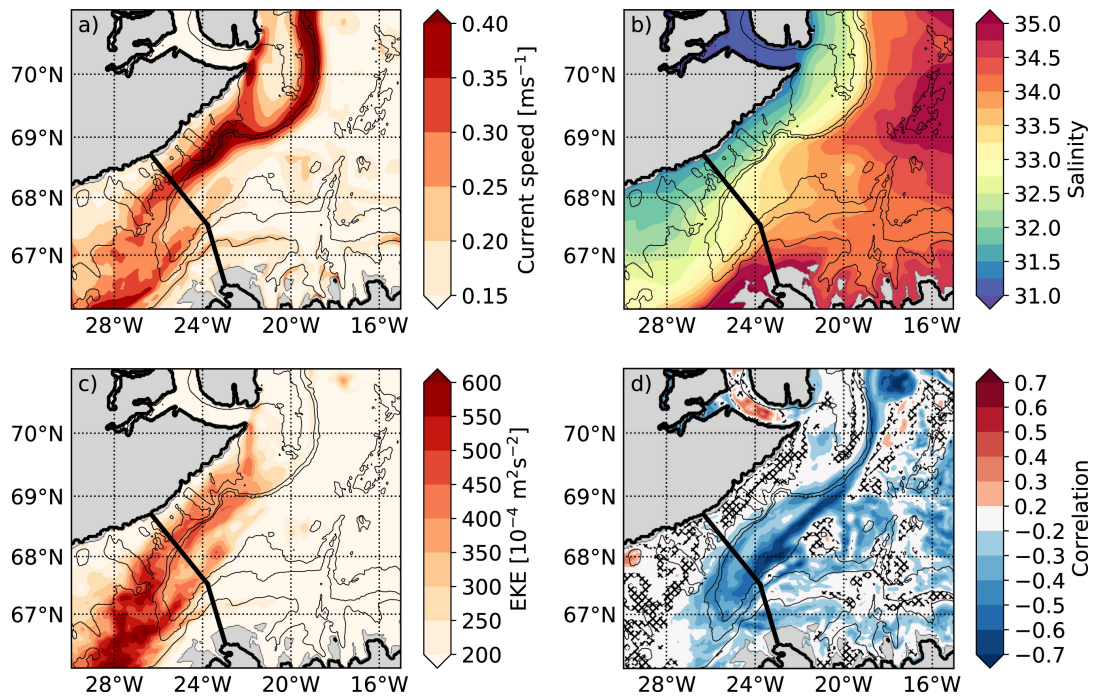 a)
70°N
69°N
68°N
67°N
28°W 24°W 20°W 16°W
0.40
0.35
0.30
0.25
0.20
0.15
Current speed [ms⁻¹]
b)
70°N
69°N
68°N
67°N
28°W 24°W 20°W 16°W
35.0
34.5
34.0
33.5
33.0
32.5
32.0
31.5
31.0
Salinity
c)
70°N
69°N
68°N
67°N
28°W 24°W 20°W 16°W
600
550
500
450
400
350
300
250
200
EKE [10⁻⁴ m²s⁻²]
d)
70°N
69°N
68°N
67°N
28°W 24°W 20°W 16°W
0.7
0.6
0.5
0.4
0.3
0.2
−0.2
−0.3
−0.4
−0.5
−0.6
−0.7
Correlation